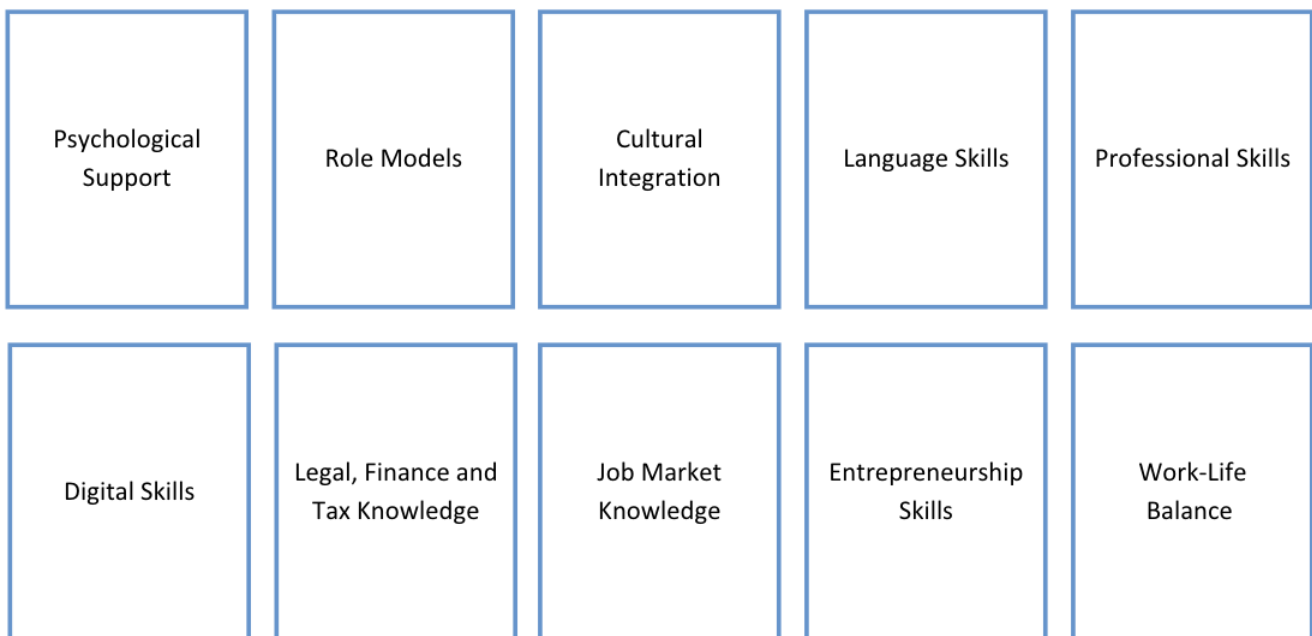 Psychological
Support
Role Models
Cultural
Integration
Language Skills
Professional Skills
Digital Skills
Legal, Finance and
Tax Knowledge
Job Market
Knowledge
Entrepreneurship
Skills
Work-Life
Balance